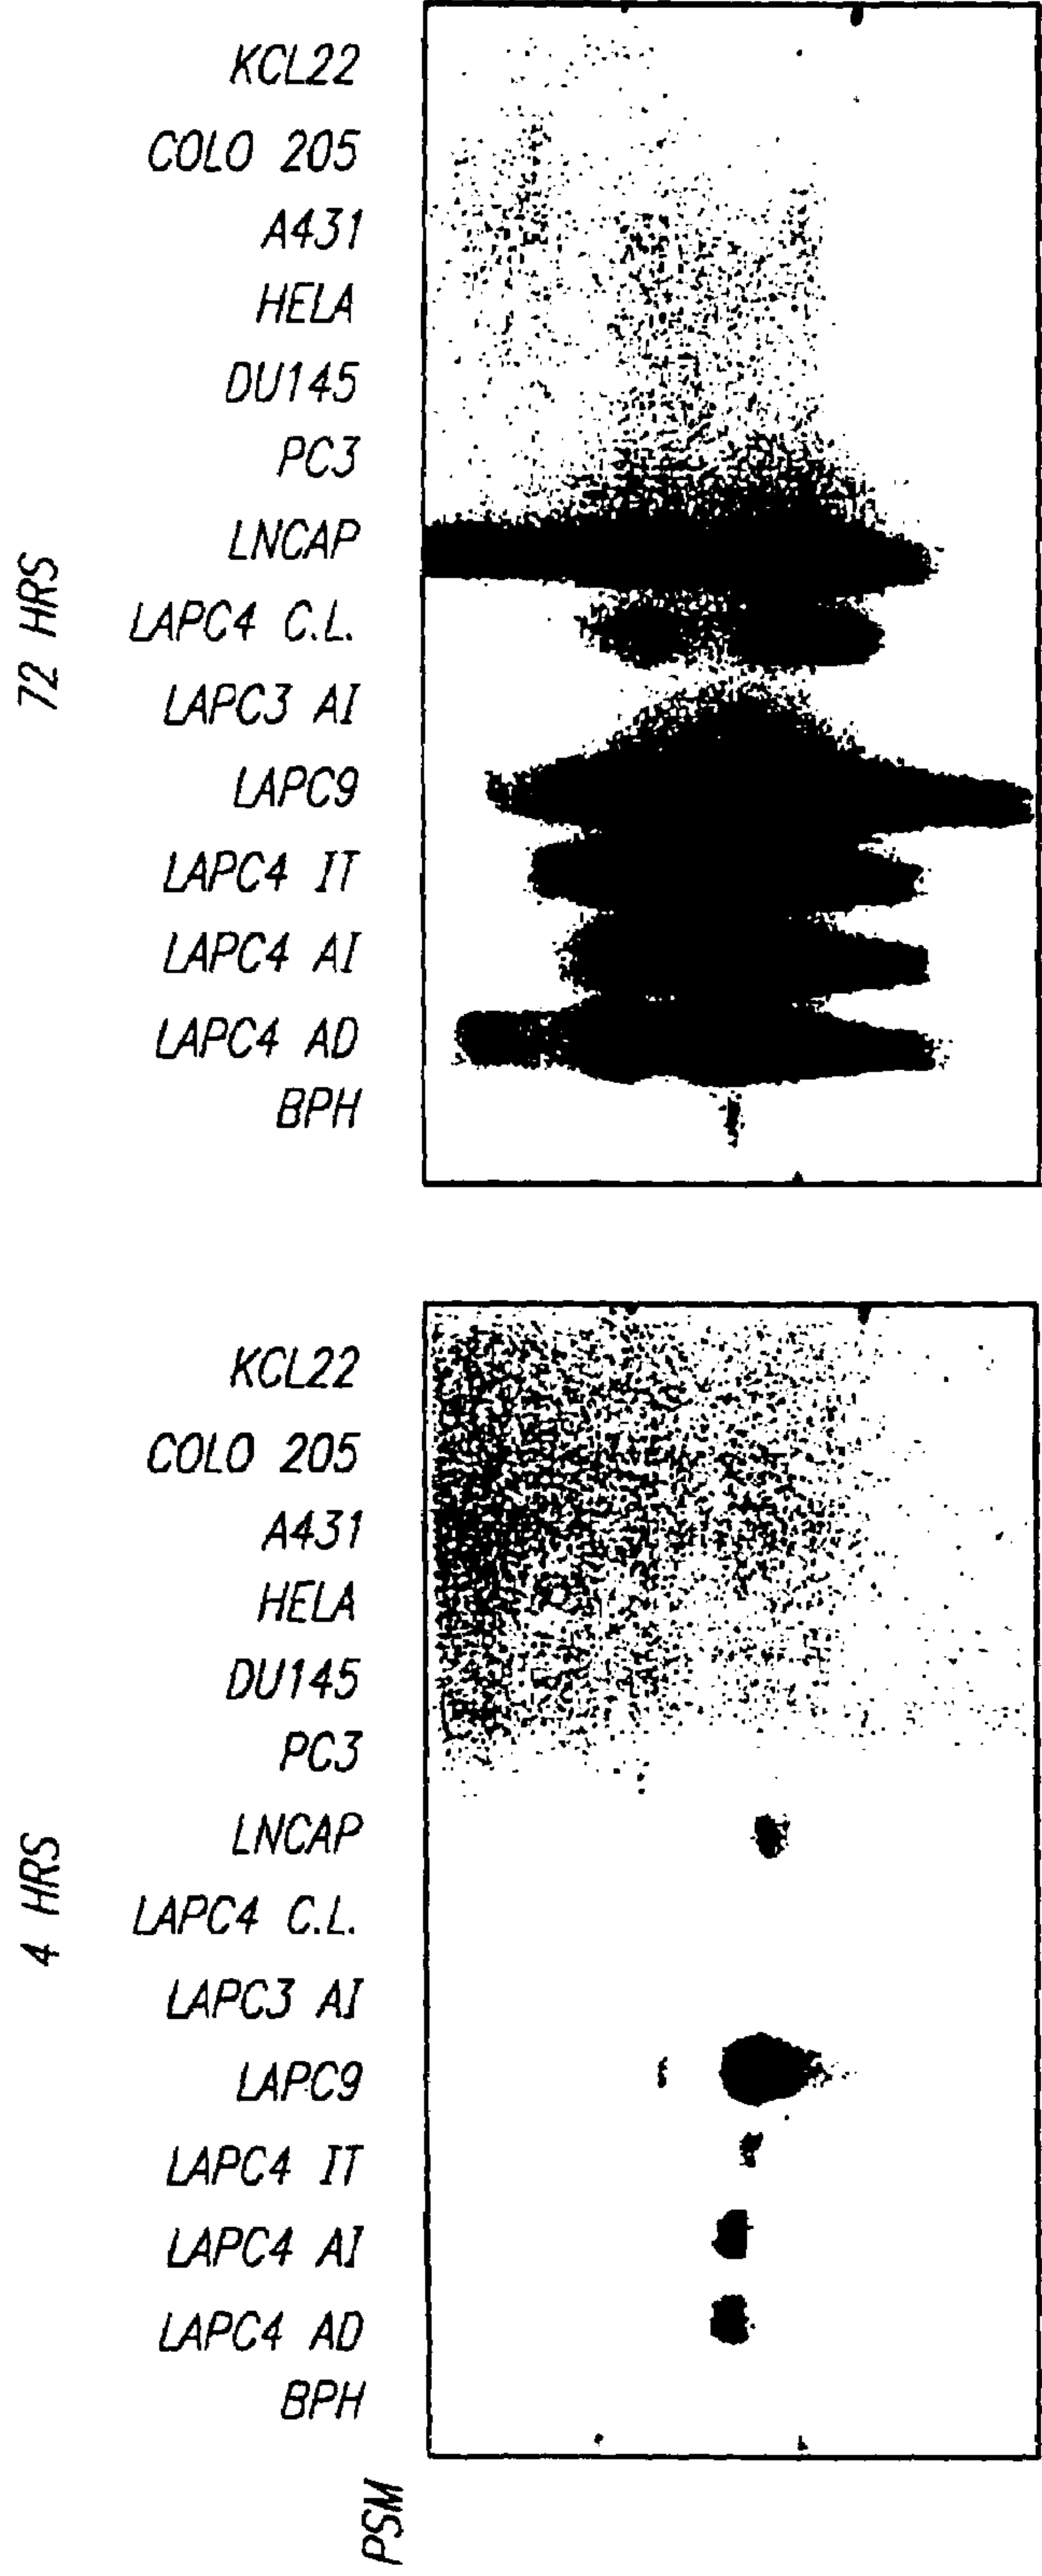 72 HRS
KCL22
COLO 205
A431
HELA
DU145
PC3
LNCAP
LAPC4 C.L.
LAPC3 AI
LAPC9
LAPC4 IT
LAPC4 AI
LAPC4 AD
BPH
4 HRS
KCL22
COLO 205
A431
HELA
DU145
PC3
LNCAP
LAPC4 C.L.
LAPC3 AI
LAPC9
LAPC4 IT
LAPC4 AI
LAPC4 AD
BPH
PSM